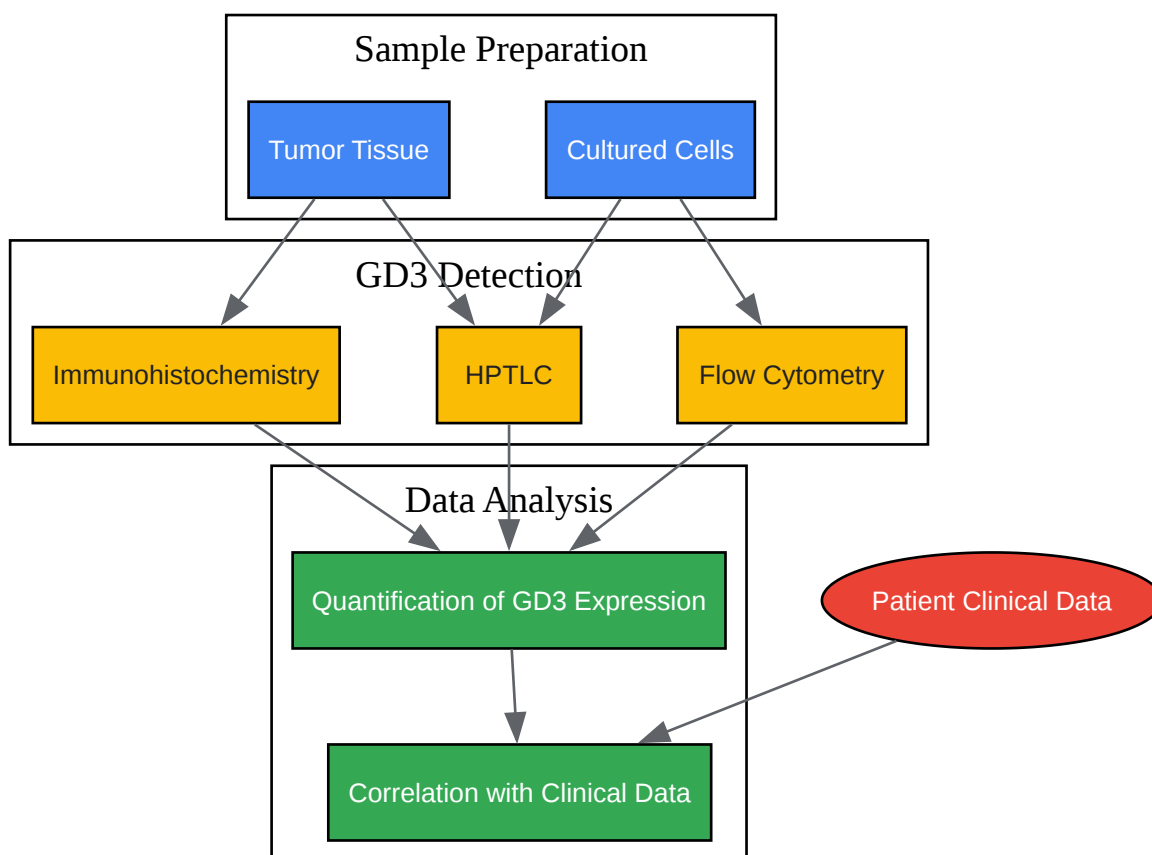 Sample Preparation
Tumor Tissue
Cultured Cells
GD3 Detection
Immunohistochemistry
HPTLC
Flow Cytometry
Data Analysis
Quantification of GD3 Expression
Patient Clinical Data
Correlation with Clinical Data